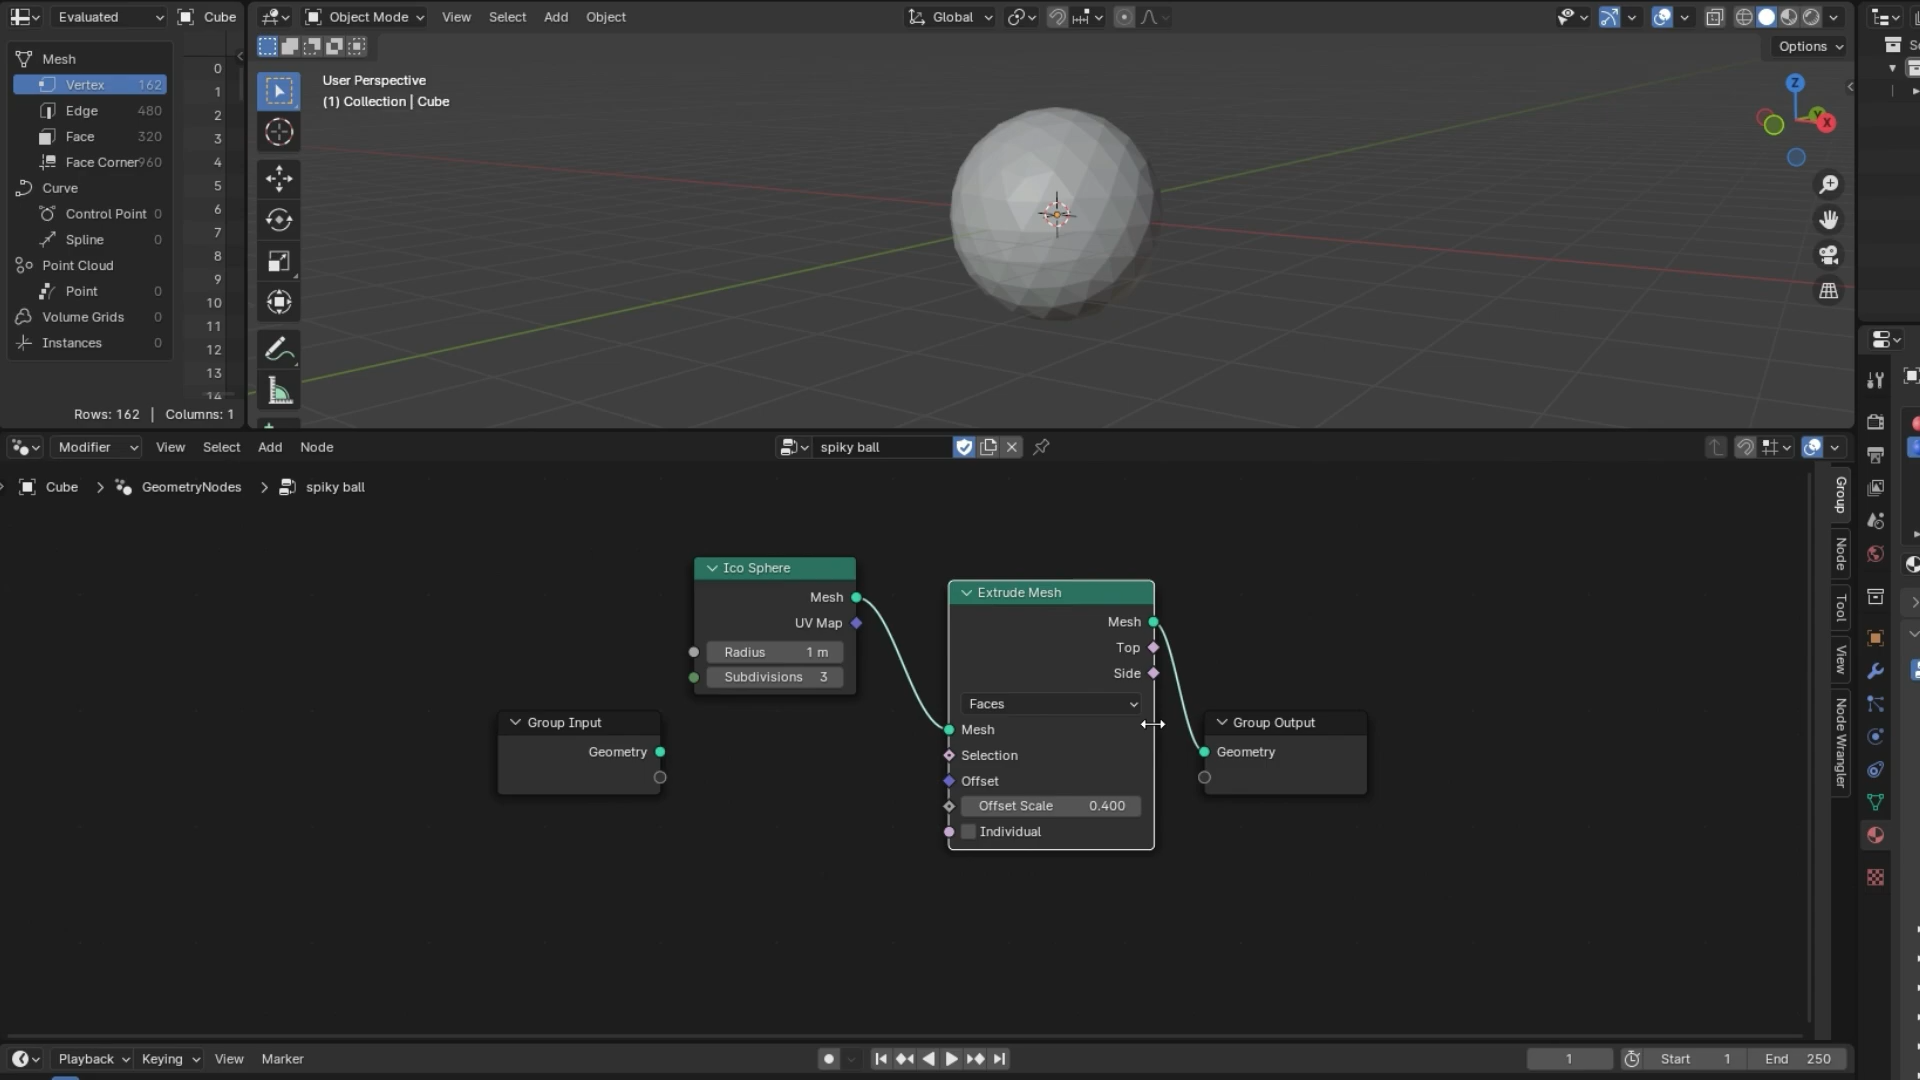 Evaluated
Cube
Object Mode
View
Select
Add
Object
Global
Options
Mesh
Vertex 162
Edge 480
Face 320
Face Corner 960
Curve
Control Point 0
Spline 0
Point Cloud
Point 0
Volume Grids 0
Instances 0
0
1
2
3
4
5
6
7
8
9
10
11
12
13
14
Rows: 162 | Columns: 1
User Perspective
(1) Collection | Cube
Z
Y
X
Modifier
View
Select
Add
Node
spiky ball
Cube > GeometryNodes > spiky ball
Ico Sphere
Mesh
UV Map
Radius 1 m
Subdivisions 3
Group Input
Geometry
Extrude Mesh
Mesh
Top
Side
Faces
Mesh
Selection
Offset
Offset Scale 0.400
Individual
Group Output
Geometry
Group
Node
Tool
View
Node Wrangler
Playback
Keying
View
Marker
1
Start 1
End 250